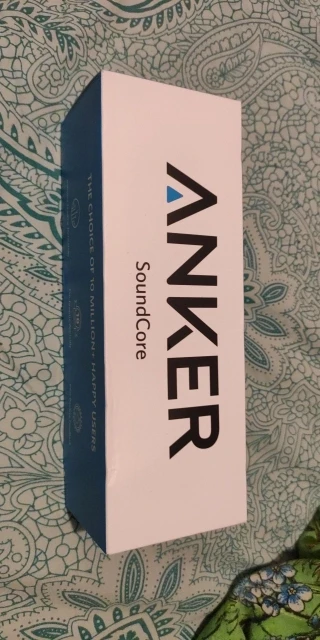 ANKER
SoundCore
THE CHOICE OF 10 MILLION+ HAPPY USERS